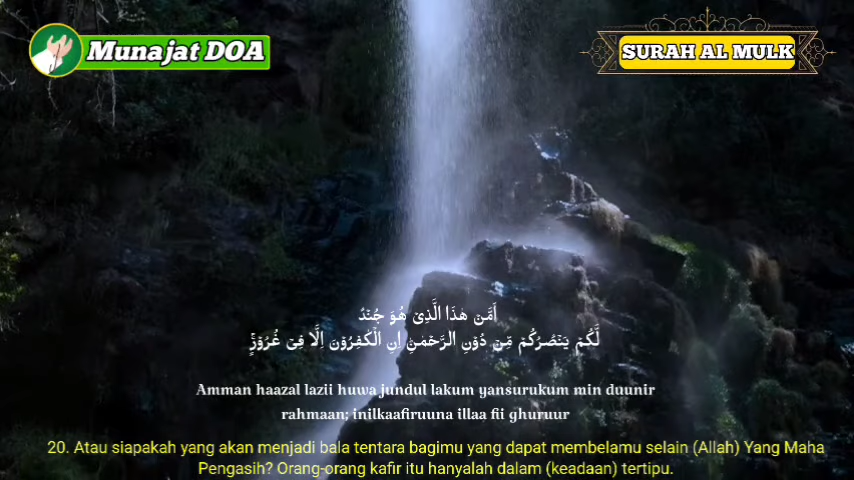 Munajat DOA
SURAH AL MULK
اَمَّنْ هٰذَا الَّذِيْ هُوَ جُنْدٌ
لَّكُمْ يَنْصُرُكُمْ مِّنْ دُوْنِ الرَّحْمٰنِۗ اِنِ الْكٰفِرُوْنَ اِلَّا فِيْ غُرُوْرٍۚ
Amman haazal lazii huwa jundul lakum yansurukum min duunir
rahmaan; inilkaafiruuna illaa fii ghuruur
20. Atau siapakah yang akan menjadi bala tentara bagimu yang dapat membelamu selain (Allah) Yang Maha
Pengasih? Orang-orang kafir itu hanyalah dalam (keadaan) tertipu.